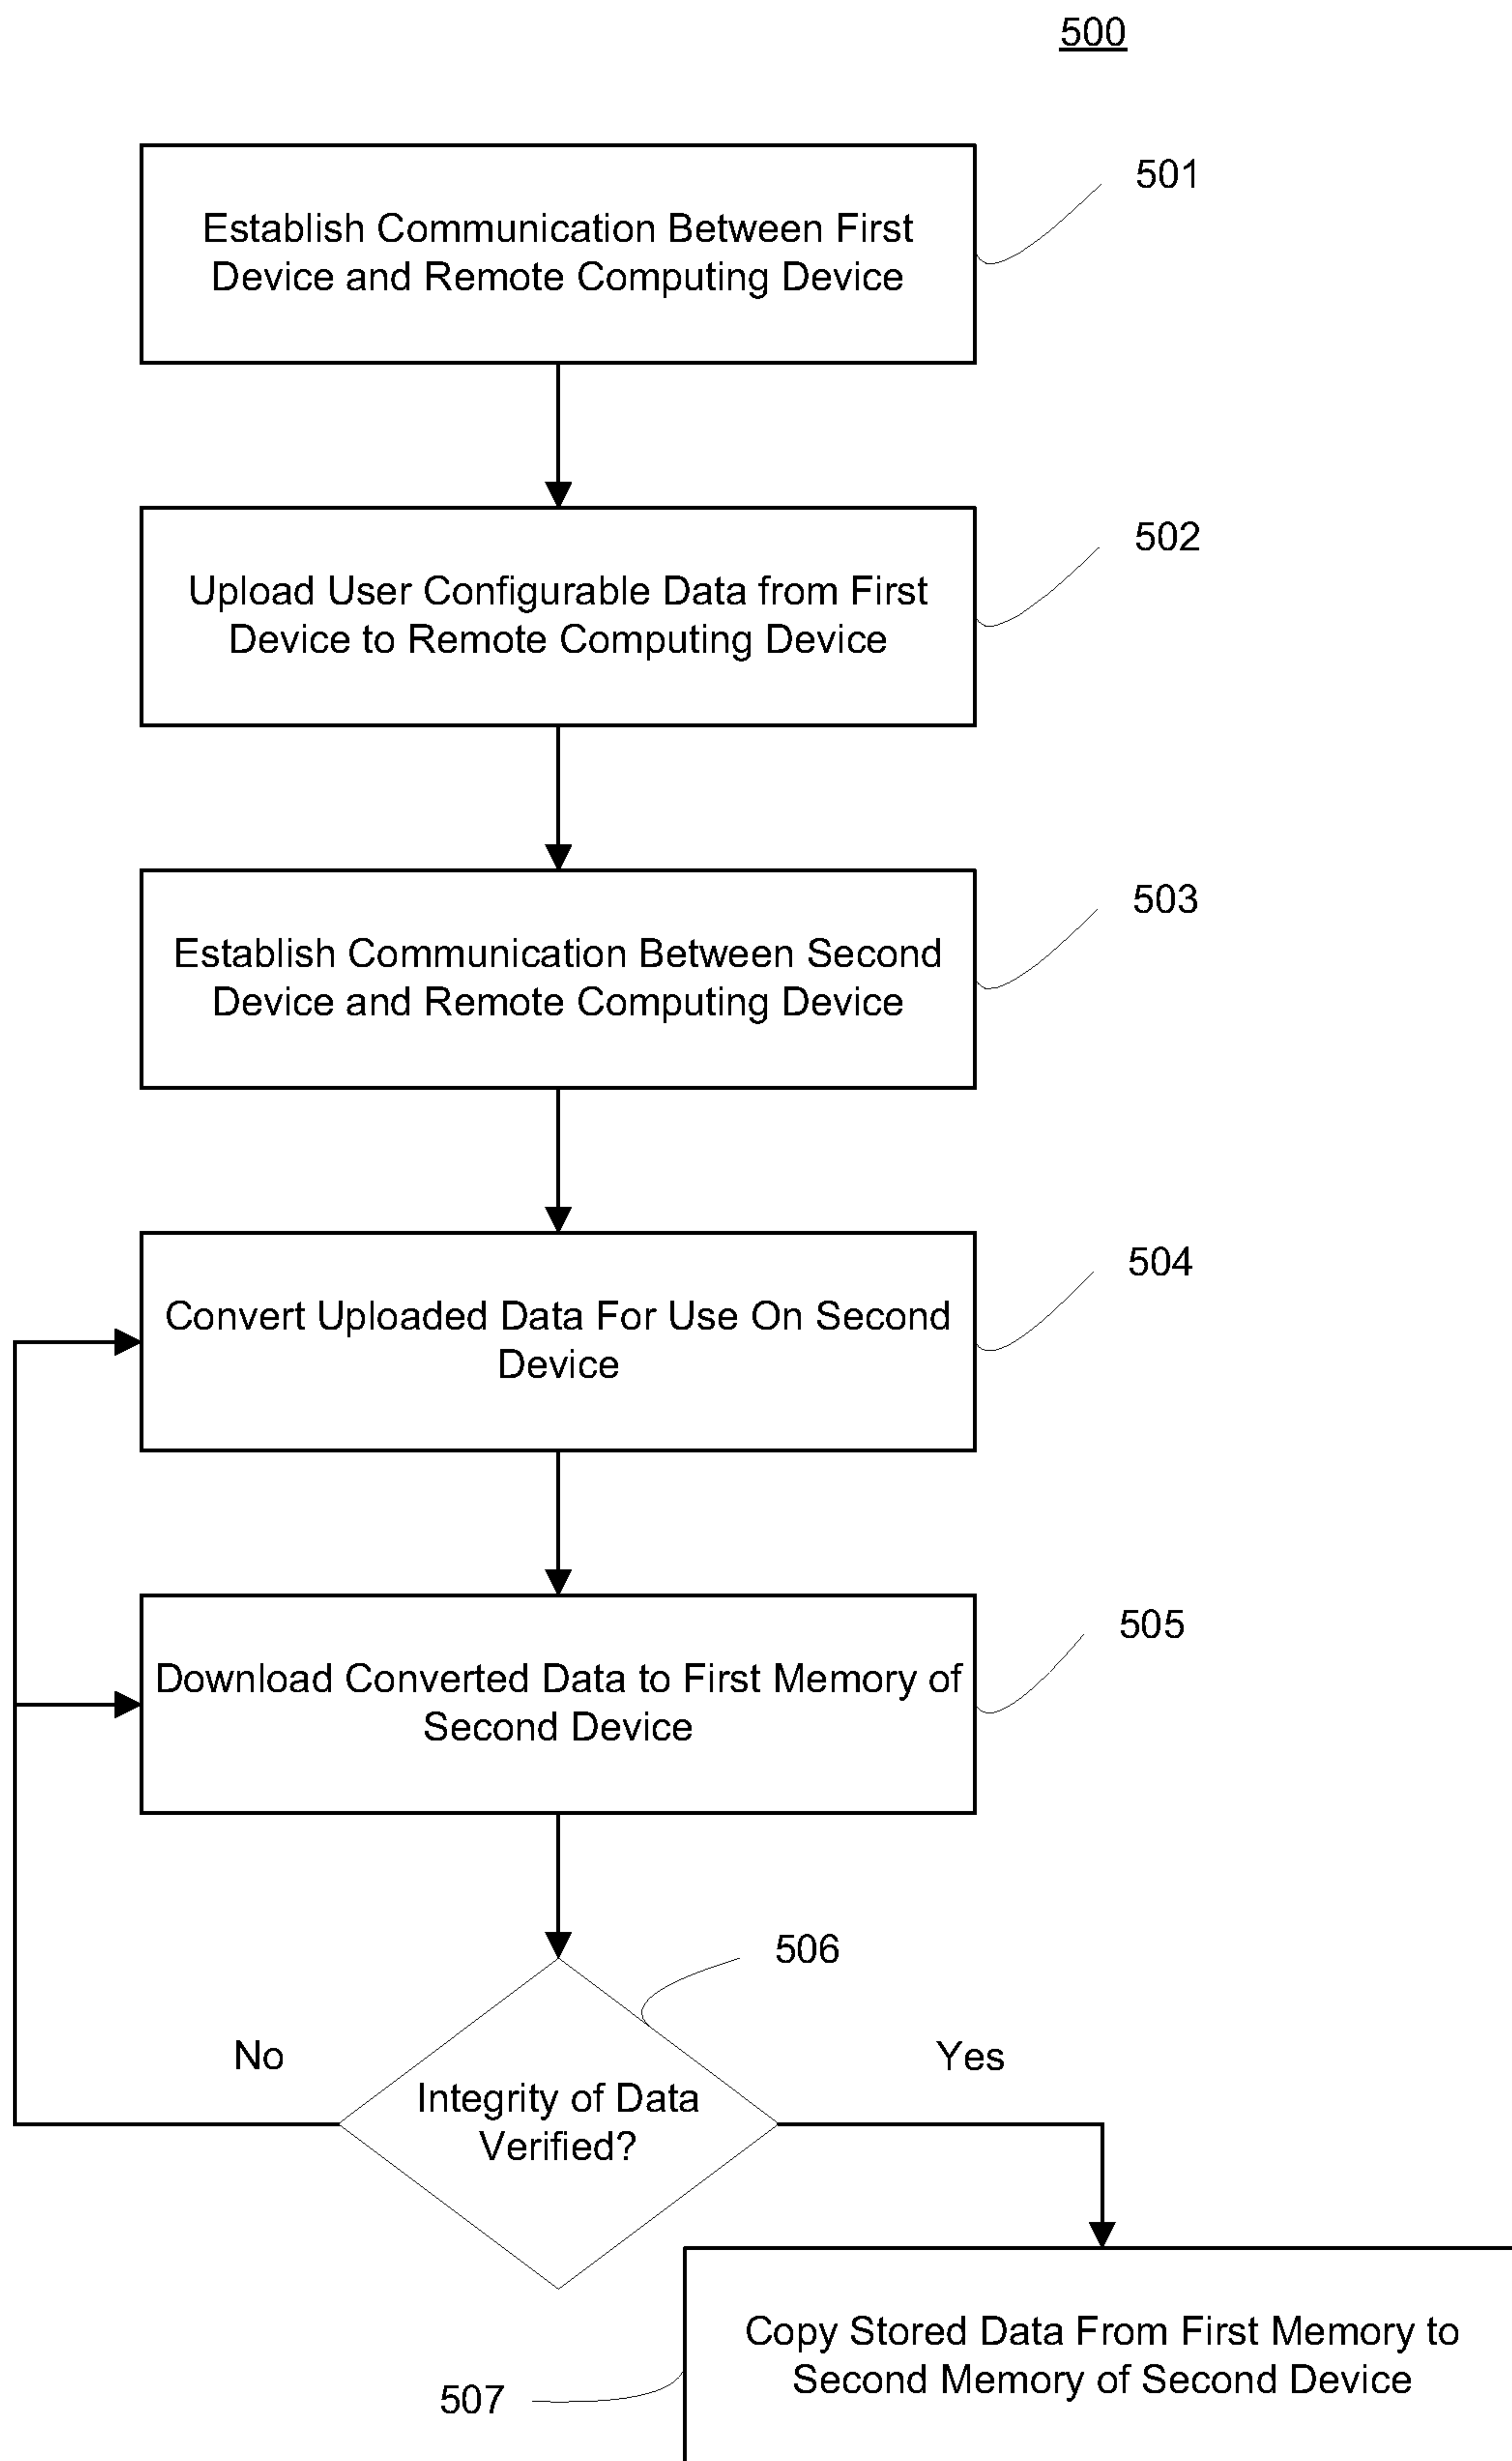 500
501
Establish Communication Between First
Device and Remote Computing Device
502
Upload User Configurable Data from First
Device to Remote Computing Device
503
Establish Communication Between Second
Device and Remote Computing Device
504
Convert Uploaded Data For Use On Second
Device
505
Download Converted Data to First Memory of
Second Device
506
No
Yes
Integrity of Data
Verified?
Copy Stored Data From First Memory to
Second Memory of Second Device
507